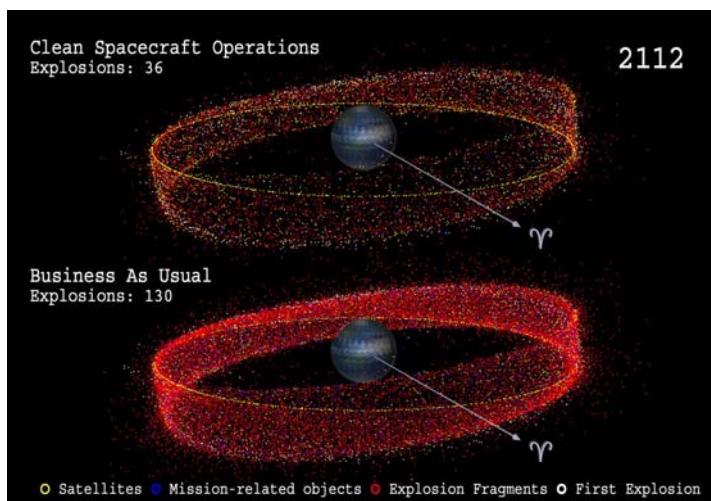 Clean Spacecraft Operations
Explosions: 36
2112
♈
Business As Usual
Explosions: 130
♈
Satellites Mission-related objects Explosion Fragments First Explosion